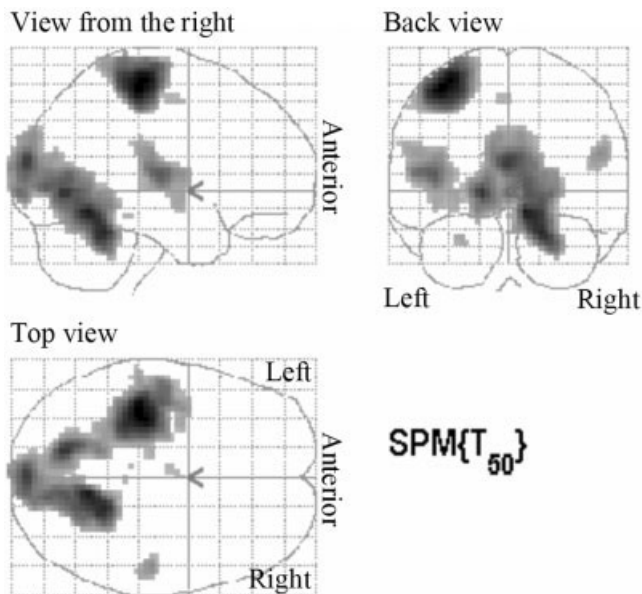 View from the right
Anterior
Back view
Left
Right
Top view
Left
Anterior
Right
SPM{T50}